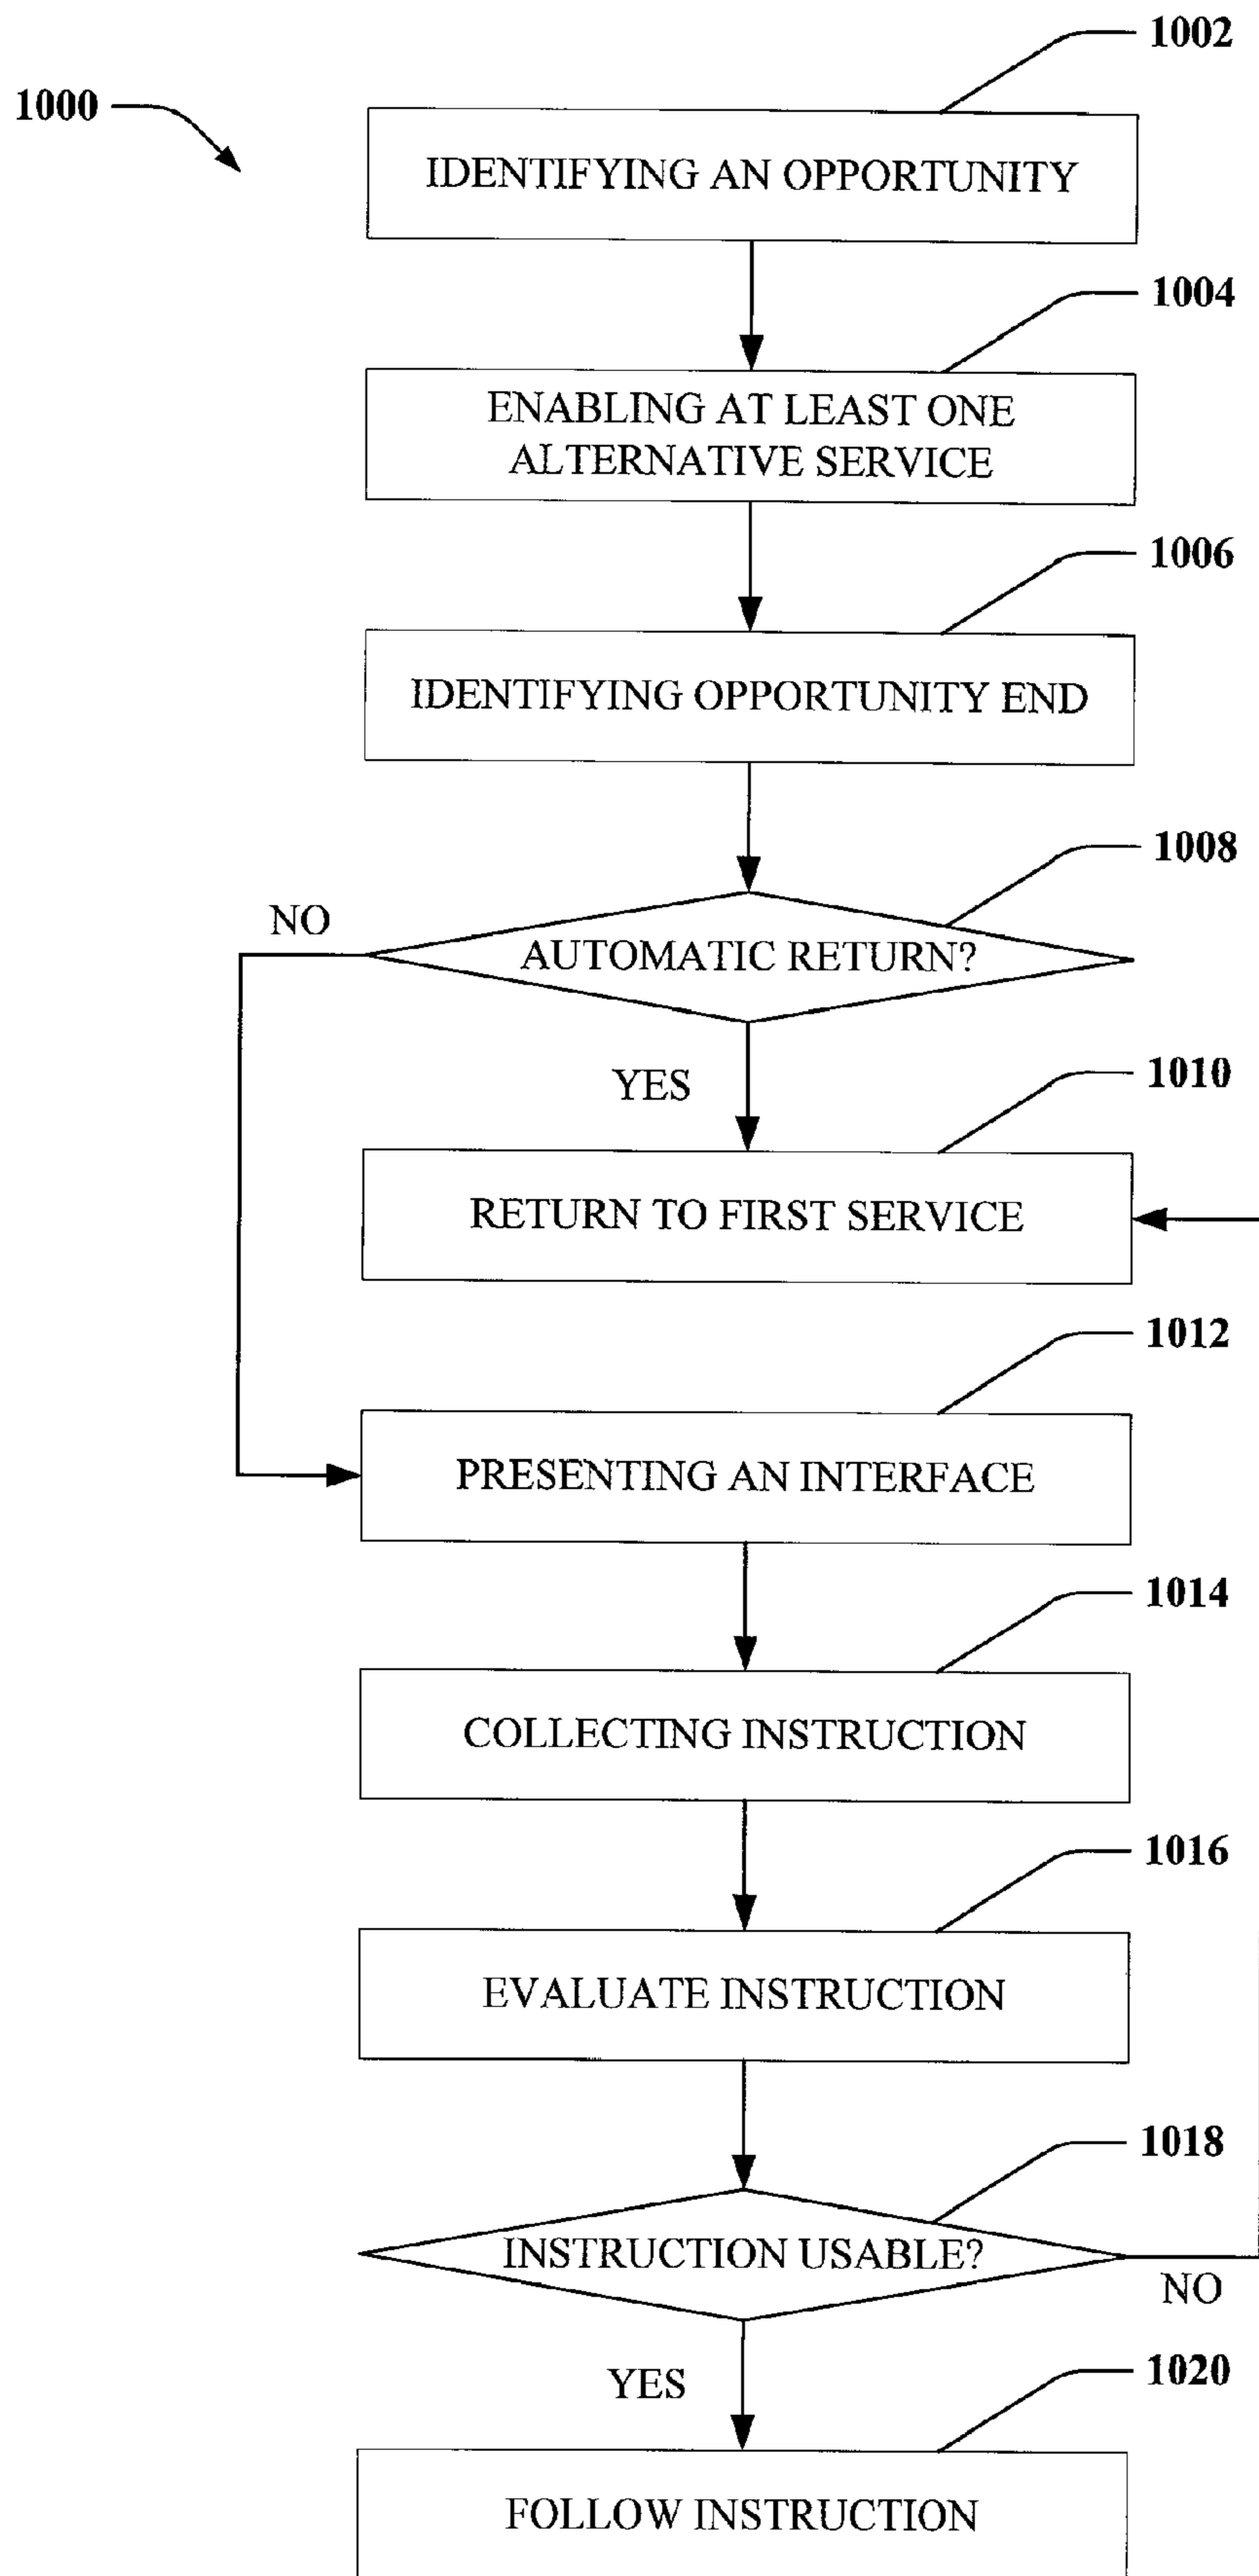 1002
1000
IDENTIFYING AN OPPORTUNITY
1004
ENABLING AT LEAST ONE
ALTERNATIVE SERVICE
1006
IDENTIFYING OPPORTUNITY END
1008
NO
AUTOMATIC RETURN?
YES
1010
RETURN TO FIRST SERVICE
1012
PRESENTING AN INTERFACE
1014
COLLECTING INSTRUCTION
1016
EVALUATE INSTRUCTION
1018
INSTRUCTION USABLE?
NO
YES
1020
FOLLOW INSTRUCTION